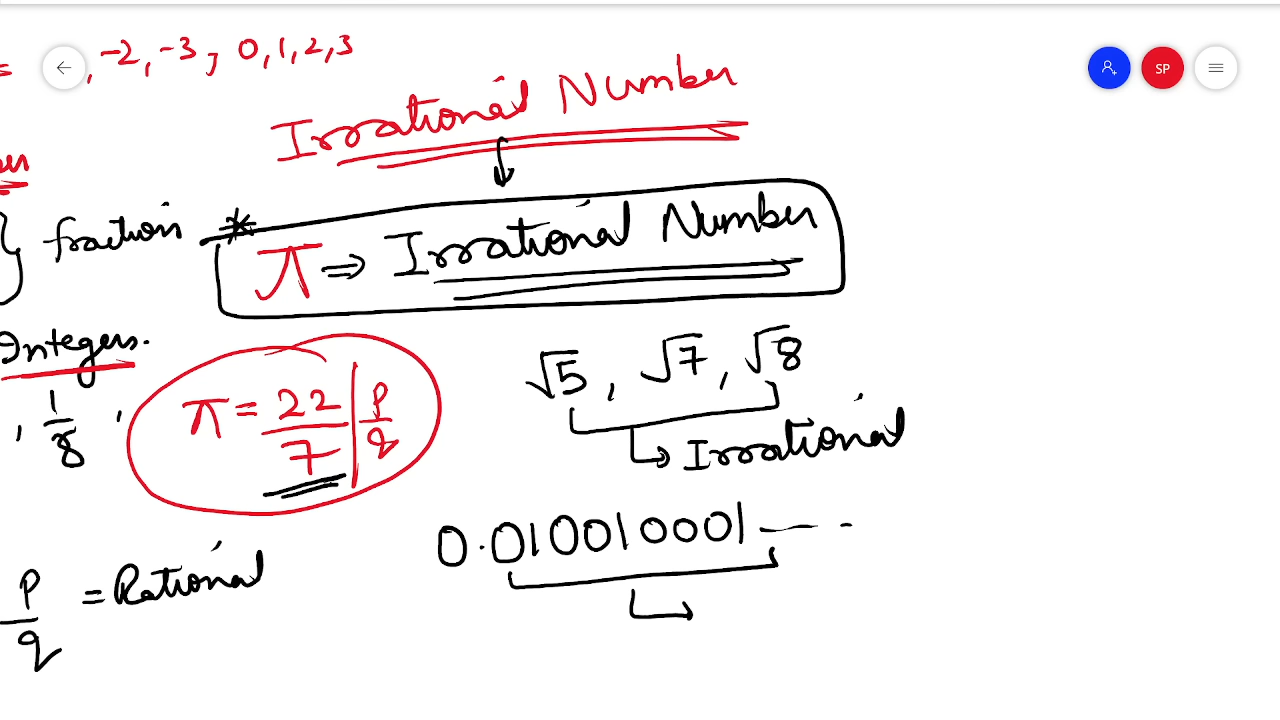 , -2, -3, 0, 1, 2, 3
SP
Irrational Number
} fraction *
π ⇒ Irrational Number
Integers.
, 1/8 ,
π = 22/7 | p/q
√5, √7, √8
Irrational
0.010010001 — -
p/q = Rational